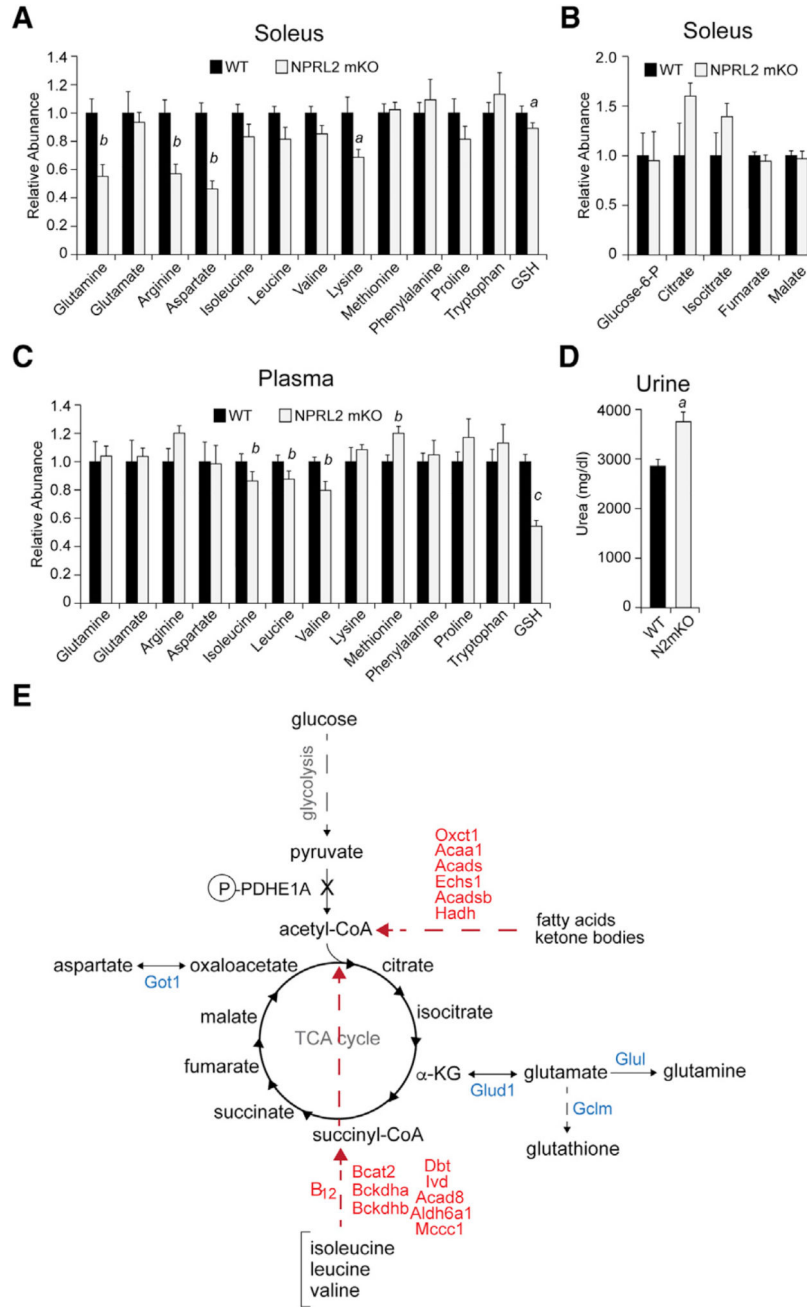 A
Soleus
WT
NPRL2 mKO
Relative Abunance
1.4
1.2
1.0
0.8
0.6
0.4
0.2
0
b
b
b
a
a
Glutamine
Glutamate
Arginine
Aspartate
Isoleucine
Leucine
Valine
Lysine
Methionine
Phenylalanine
Proline
Tryptophan
GSH
B
Soleus
WT
NPRL2 mKO
Relative Abunance
2.0
1.5
1.0
0.5
0
Glucose-6-P
Citrate
Isocitrate
Fumarate
Malate
C
Plasma
WT
NPRL2 mKO
Relative Abunance
1.4
1.2
1.0
0.8
0.6
0.4
0.2
0
b
b
b
b
c
Glutamine
Glutamate
Arginine
Aspartate
Isoleucine
Leucine
Valine
Lysine
Methionine
Phenylalanine
Proline
Tryptophan
GSH
D
Urine
Urea (mg/dl)
4000
3000
2000
1000
0
a
WT
N2mKO
E
glucose
glycolysis
pyruvate
P-PDHE1A X
acetyl-CoA
Oxct1
Acaa1
Acads
Echs1
Acadsb
Hadh
fatty acids
ketone bodies
aspartate
Got1
oxaloacetate
citrate
malate
isocitrate
TCA cycle
fumarate
α-KG
Glud1
glutamate
Glul
glutamine
Gclm
glutathione
succinate
succinyl-CoA
B12
Bcat2
Bckdha
Bckdhb
Dbt
Ivd
Acad8
Aldh6a1
Mccc1
isoleucine
leucine
valine